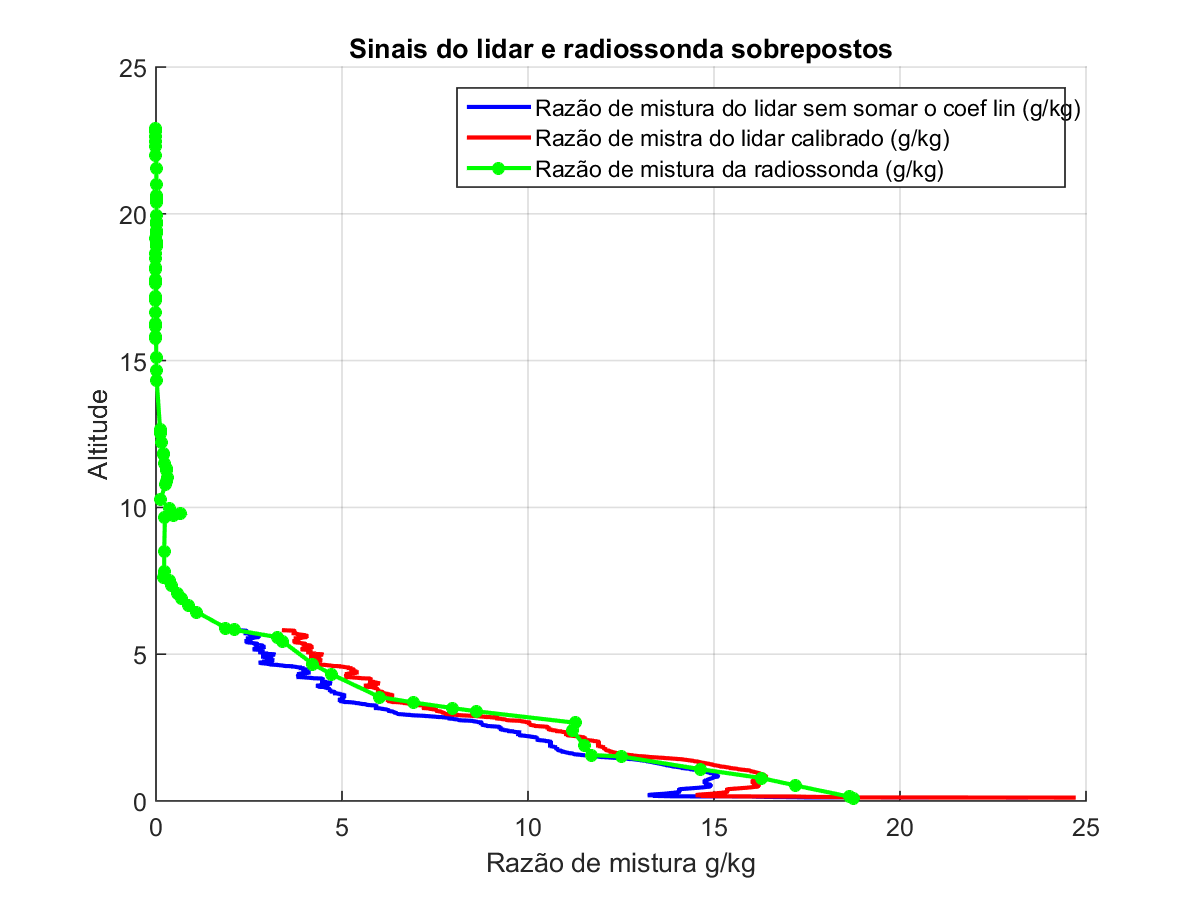 Sinais do lidar e radiossonda sobrepostos
25
Razão de mistura do lidar sem somar o coef lin (g/kg)
Razão de mistra do lidar calibrado (g/kg)
Razão de mistura da radiossonda (g/kg)
20
15
Altitude
10
5
0
0 5 10 15 20 25
Razão de mistura g/kg